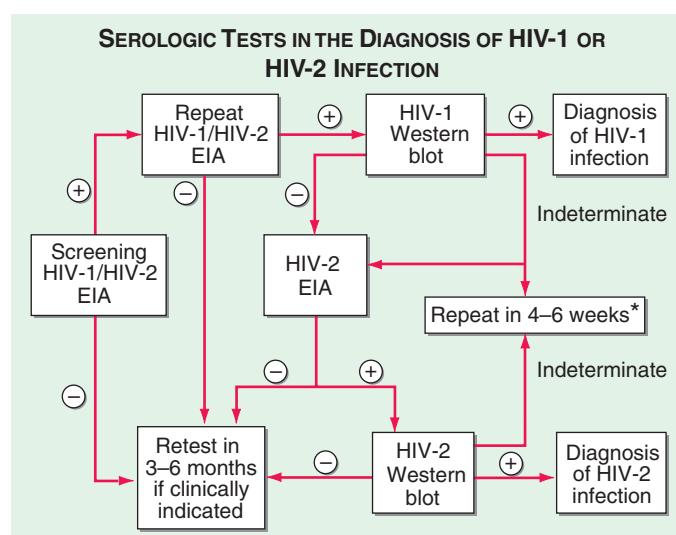 SEROLOGIC TESTS IN THE DIAGNOSIS OF HIV-1 OR
HIV-2 INFECTION
Repeat
HIV-1/HIV-2
EIA
+
HIV-1
Western
blot
+
Diagnosis
of HIV-1
infection
+
−
−
Indeterminate
Screening
HIV-1/HIV-2
EIA
HIV-2
EIA
Repeat in 4–6 weeks*
−
−
+
Indeterminate
Retest in
3–6 months
if clinically
indicated
−
HIV-2
Western
blot
+
Diagnosis
of HIV-2
infection